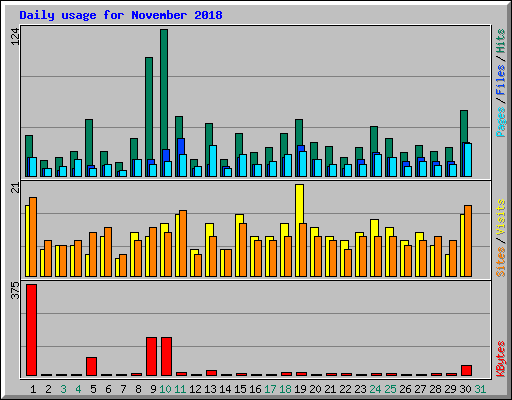 Daily usage for November 2018
124
Pages / Files / Hits
21
Sites / Visits
375
KBytes
1 2 3 4 5 6 7 8 9 10 11 12 13 14 15 16 17 18 19 20 21 22 23 24 25 26 27 28 29 30 31